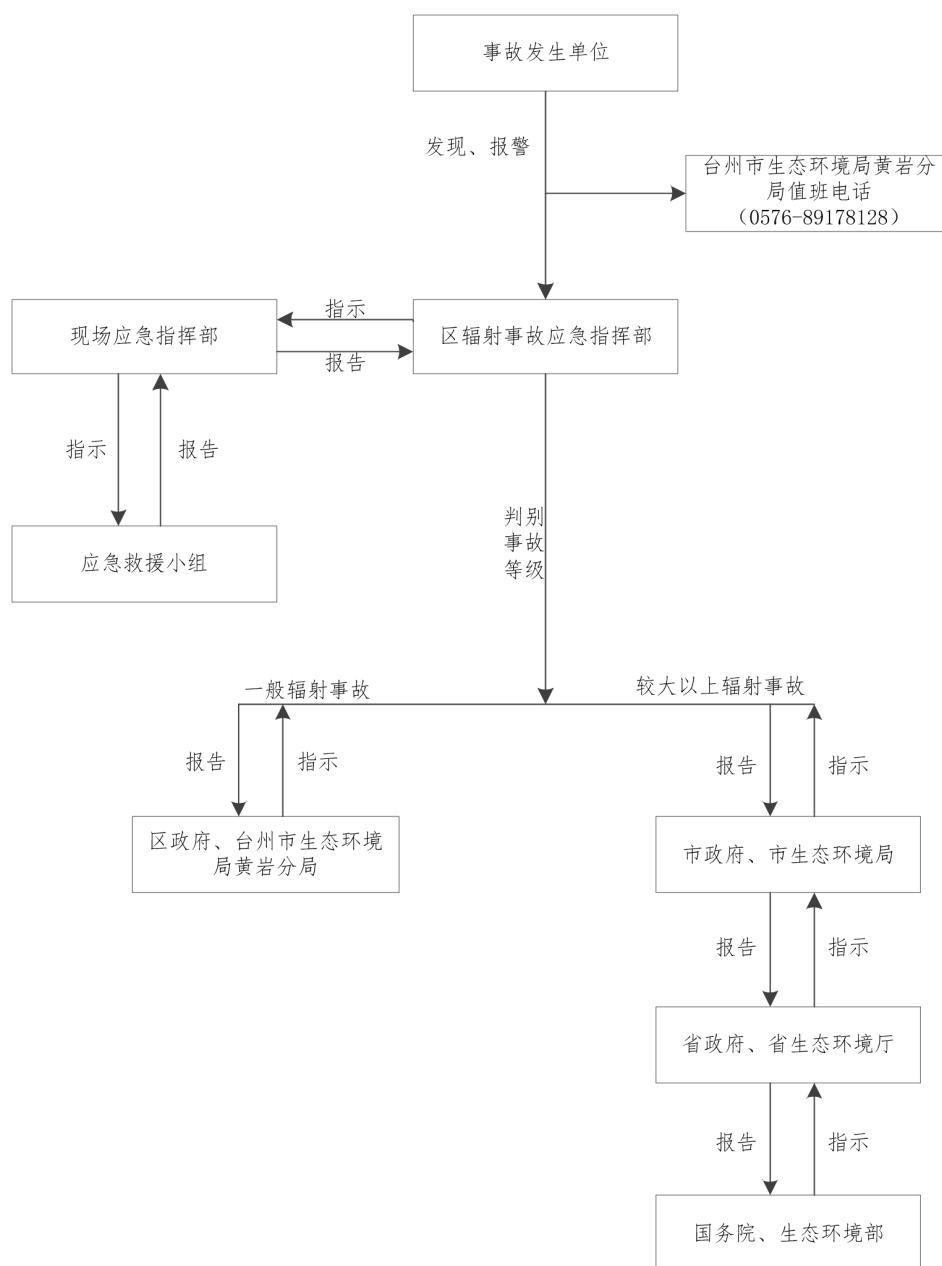 事故发生单位
发现、报警
台州市生态环境局黄岩分
局值班电话
（0576-89178128）
指示
现场应急指挥部
区辐射事故应急指挥部
报告
指示
报告
判别
事故
等级
应急救援小组
一般辐射事故
较大以上辐射事故
报告
指示
报告
指示
区政府、台州市生态环境
局黄岩分局
市政府、市生态环境局
报告
指示
省政府、省生态环境厅
报告
指示
国务院、生态环境部